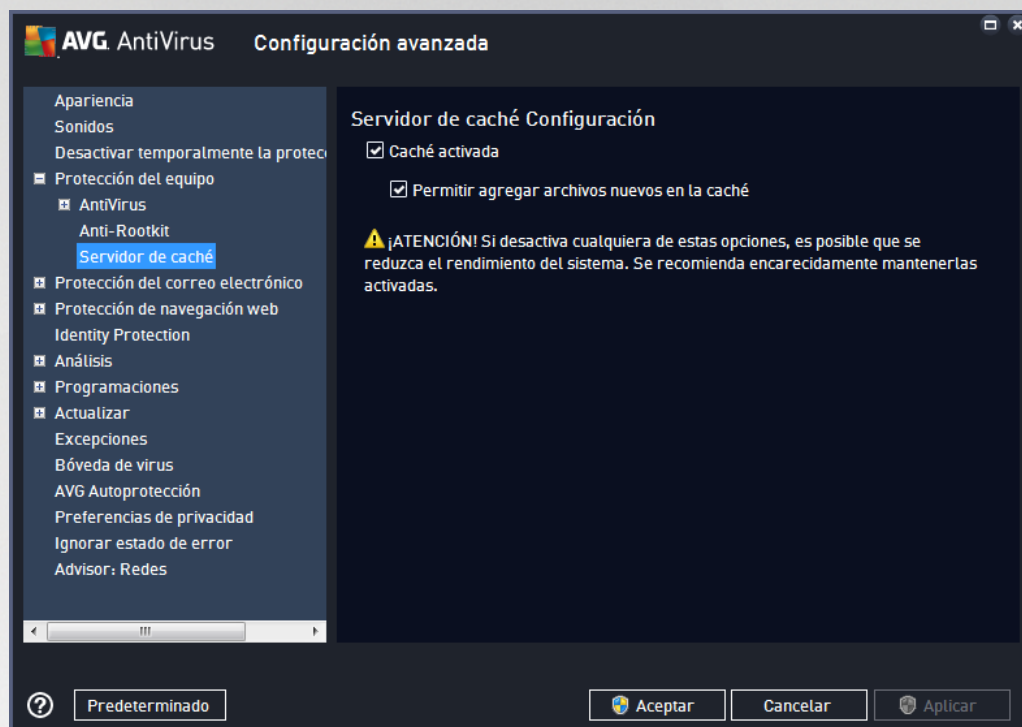 AVG. AntiVirus Configuración avanzada
Apariencia
Sonidos
Desactivar temporalmente la protec
Protección del equipo
AntiVirus
Anti-Rootkit
Servidor de caché
Protección del correo electrónico
Protección de navegación web
Identity Protection
Análisis
Programaciones
Actualizar
Excepciones
Bóveda de virus
AVG Autoprotección
Preferencias de privacidad
Ignorar estado de error
Advisor: Redes
Servidor de caché Configuración
Caché activada
Permitir agregar archivos nuevos en la caché
¡ATENCIÓN! Si desactiva cualquiera de estas opciones, es posible que se
reduzca el rendimiento del sistema. Se recomienda encarecidamente mantenerlas
activadas.
Predeterminado
Aceptar
Cancelar
Aplicar